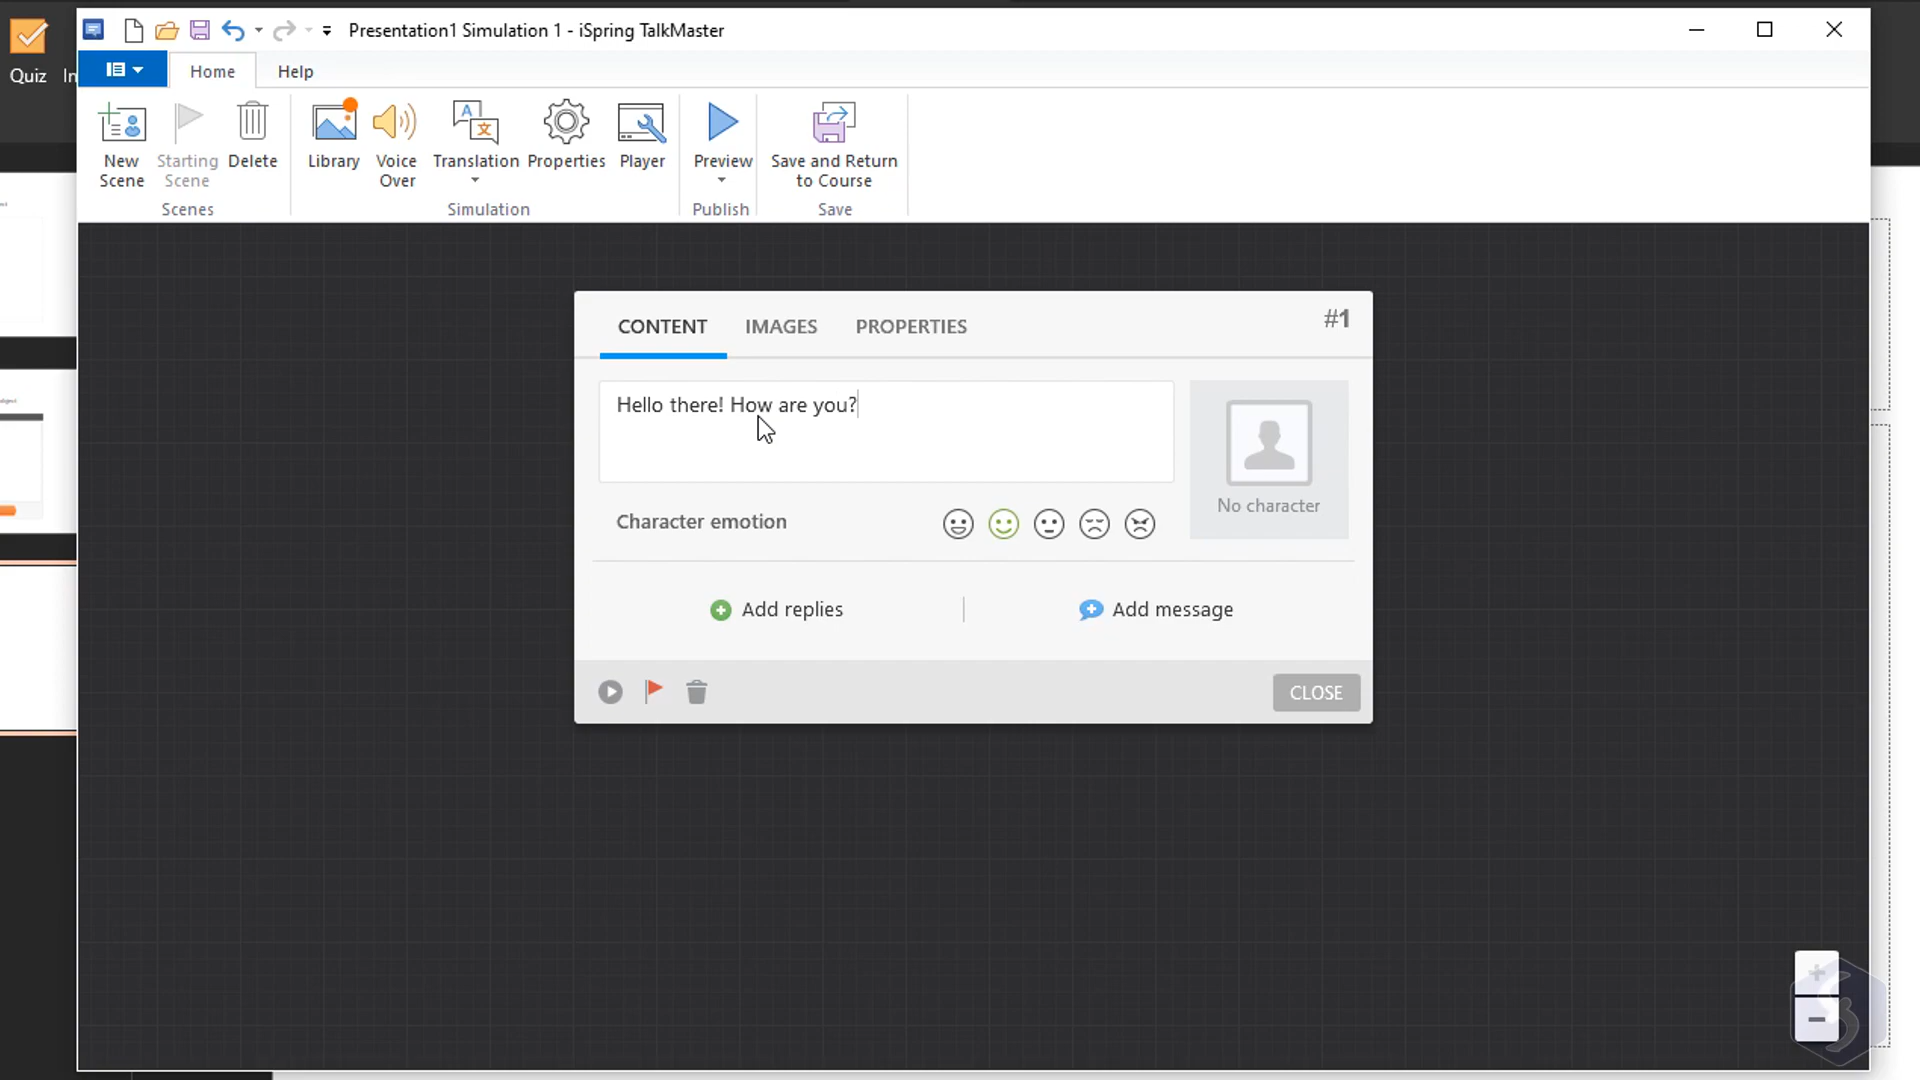 Presentation1 Simulation 1 - iSpring TalkMaster
Quiz
Home Help
New Scene
Starting Scene
Delete
Library
Voice Over
Translation
Properties
Player
Preview
Save and Return to Course
Scenes
Simulation
Publish
Save
CONTENT IMAGES PROPERTIES #1
Hello there! How are you?
No character
Character emotion
Add replies Add message
CLOSE